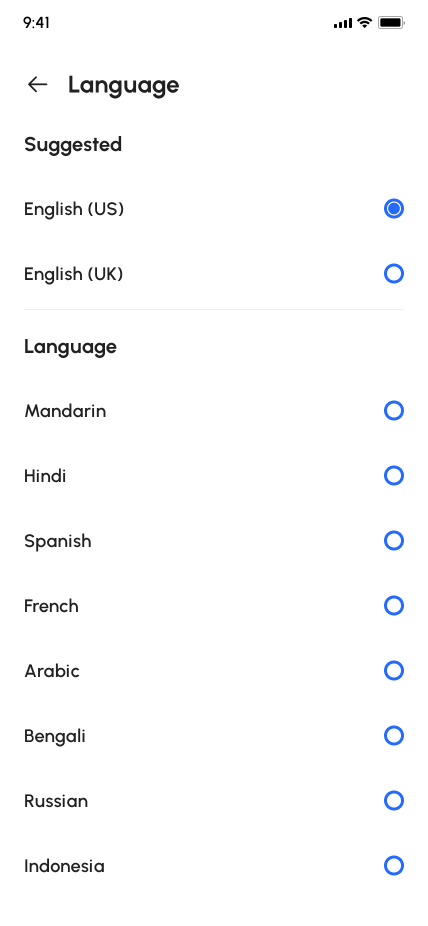 9:41
Language
Suggested
English (US)
English (UK)
Language
Mandarin
Hindi
Spanish
French
Arabic
Bengali
Russian
Indonesia